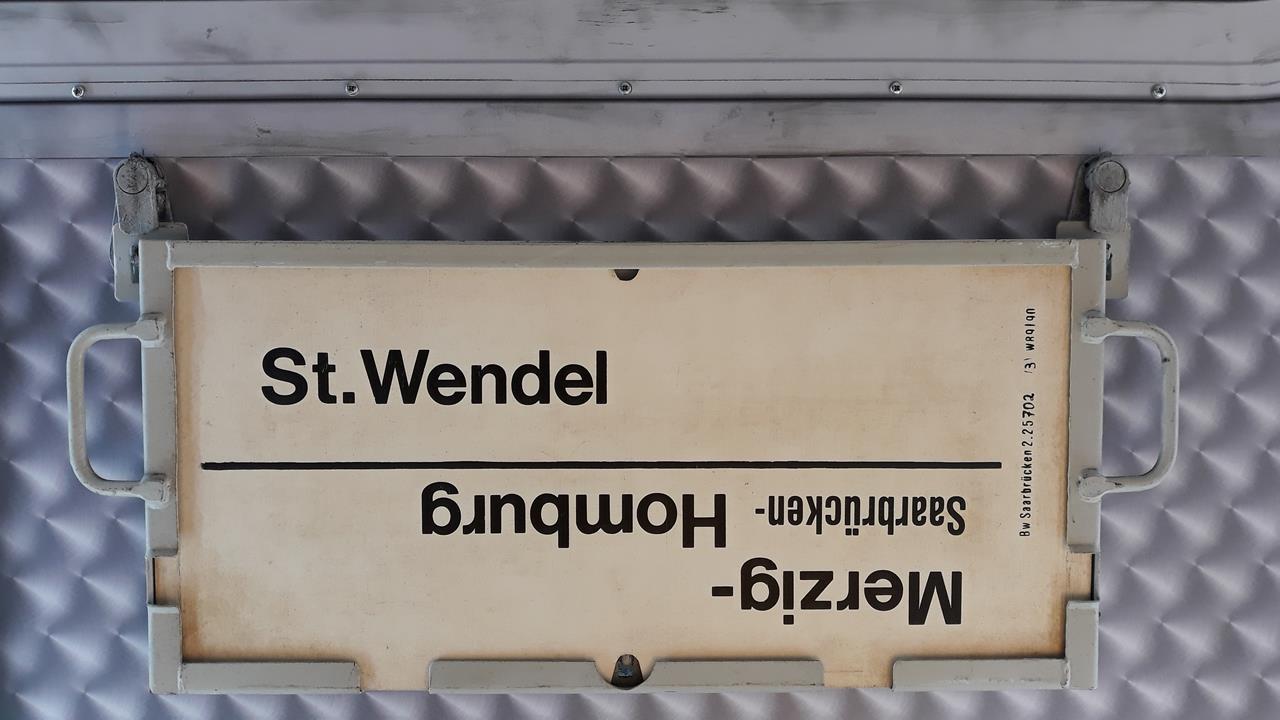 St. Wendel
Merzig-
Saarbrücken- Homburg
Bw Saarbrücken 2.25702